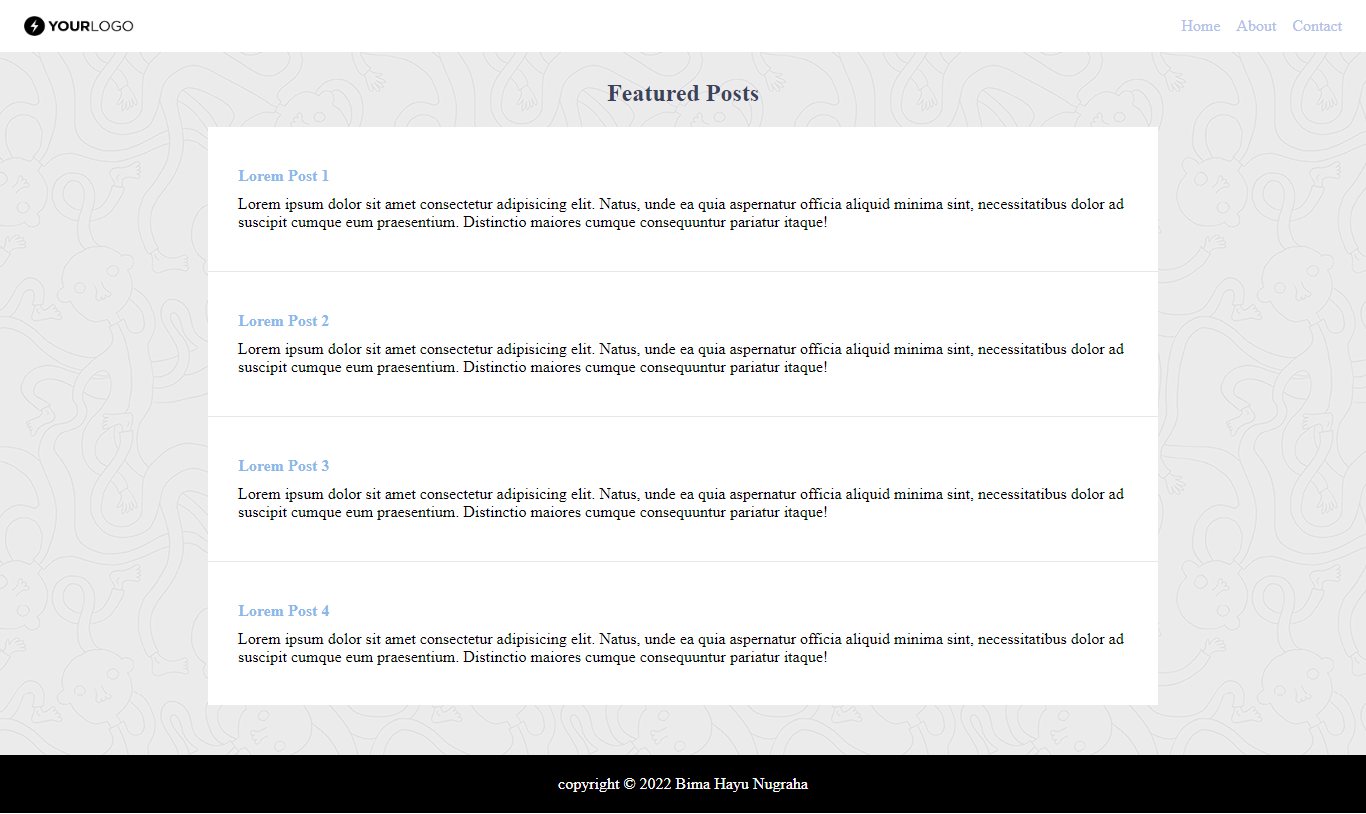 YOURLOGO
Home About Contact
Featured Posts
Lorem Post 1
Lorem ipsum dolor sit amet consectetur adipisicing elit. Natus, unde ea quia aspernatur officia aliquid minima sint, necessitatibus dolor ad
suscipit cumque eum praesentium. Distinctio maiores cumque consequuntur pariatur itaque!
Lorem Post 2
Lorem ipsum dolor sit amet consectetur adipisicing elit. Natus, unde ea quia aspernatur officia aliquid minima sint, necessitatibus dolor ad
suscipit cumque eum praesentium. Distinctio maiores cumque consequuntur pariatur itaque!
Lorem Post 3
Lorem ipsum dolor sit amet consectetur adipisicing elit. Natus, unde ea quia aspernatur officia aliquid minima sint, necessitatibus dolor ad
suscipit cumque eum praesentium. Distinctio maiores cumque consequuntur pariatur itaque!
Lorem Post 4
Lorem ipsum dolor sit amet consectetur adipisicing elit. Natus, unde ea quia aspernatur officia aliquid minima sint, necessitatibus dolor ad
suscipit cumque eum praesentium. Distinctio maiores cumque consequuntur pariatur itaque!
copyright © 2022 Bima Hayu Nugraha